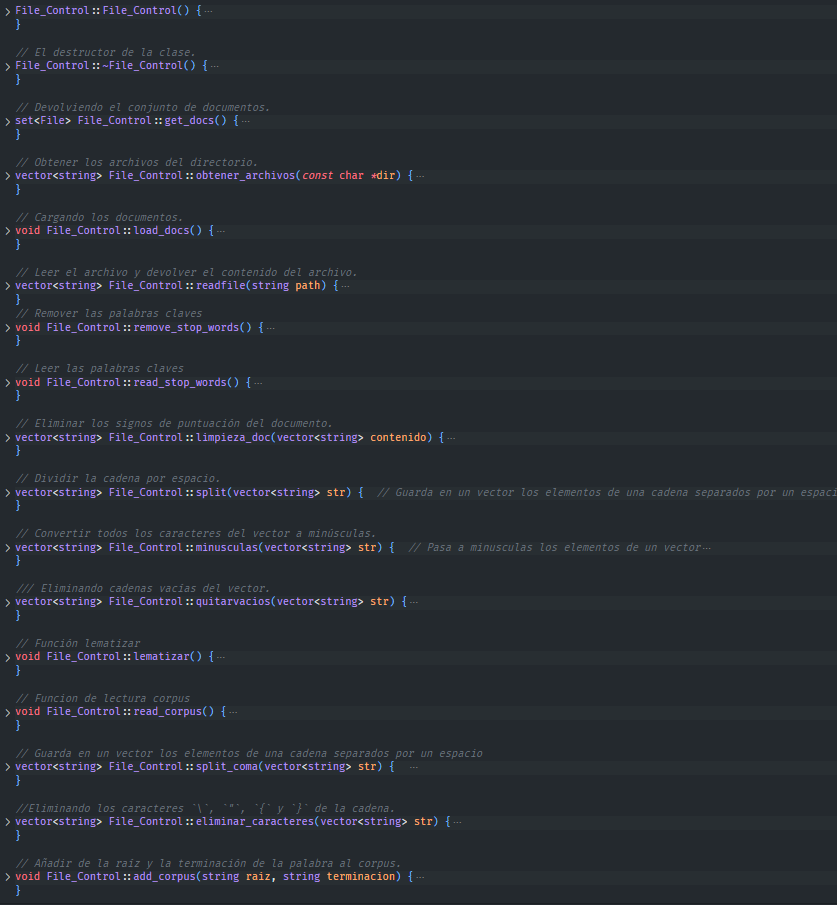 File_Control::File_Control() { ···
}
// El destructor de la clase.
File_Control::~File_Control() { ···
}
// Devolviendo el conjunto de documentos.
set<File> File_Control::get_docs() { ···
}
// Obtener los archivos del directorio.
vector<string> File_Control::obtener_archivos(const char *dir) { ···
}
// Cargando los documentos.
void File_Control::load_docs() { ···
}
// Leer el archivo y devolver el contenido del archivo.
vector<string> File_Control::readfile(string path) { ···
}
// Remover las palabras claves
void File_Control::remove_stop_words() { ···
}
// Leer las palabras claves
void File_Control::read_stop_words() { ···
}
// Eliminar los signos de puntuación del documento.
vector<string> File_Control::limpieza_doc(vector<string> contenido) { ···
}
// Dividir la cadena por espacio.
vector<string> File_Control::split(vector<string> str) {  // Guarda en un vector los elementos de una cadena separados por un espaci
}
// Convertir todos los caracteres del vector a minúsculas.
vector<string> File_Control::minusculas(vector<string> str) {  // Pasa a minusculas los elementos de un vector ···
}
/// Eliminando cadenas vacias del vector.
vector<string> File_Control::quitarvacios(vector<string> str) { ···
}
// Función lematizar
void File_Control::lematizar() { ···
}
// Funcion de lectura corpus
void File_Control::read_corpus() { ···
}
// Guarda en un vector los elementos de una cadena separados por un espacio
vector<string> File_Control::split_coma(vector<string> str) {  ···
}
//Eliminando los caracteres `\`, `"`, `{` y `}` de la cadena.
vector<string> File_Control::eliminar_caracteres(vector<string> str) { ···
}
// Añadir de la raiz y la terminación de la palabra al corpus.
void File_Control::add_corpus(string raiz, string terminacion) { ···
}